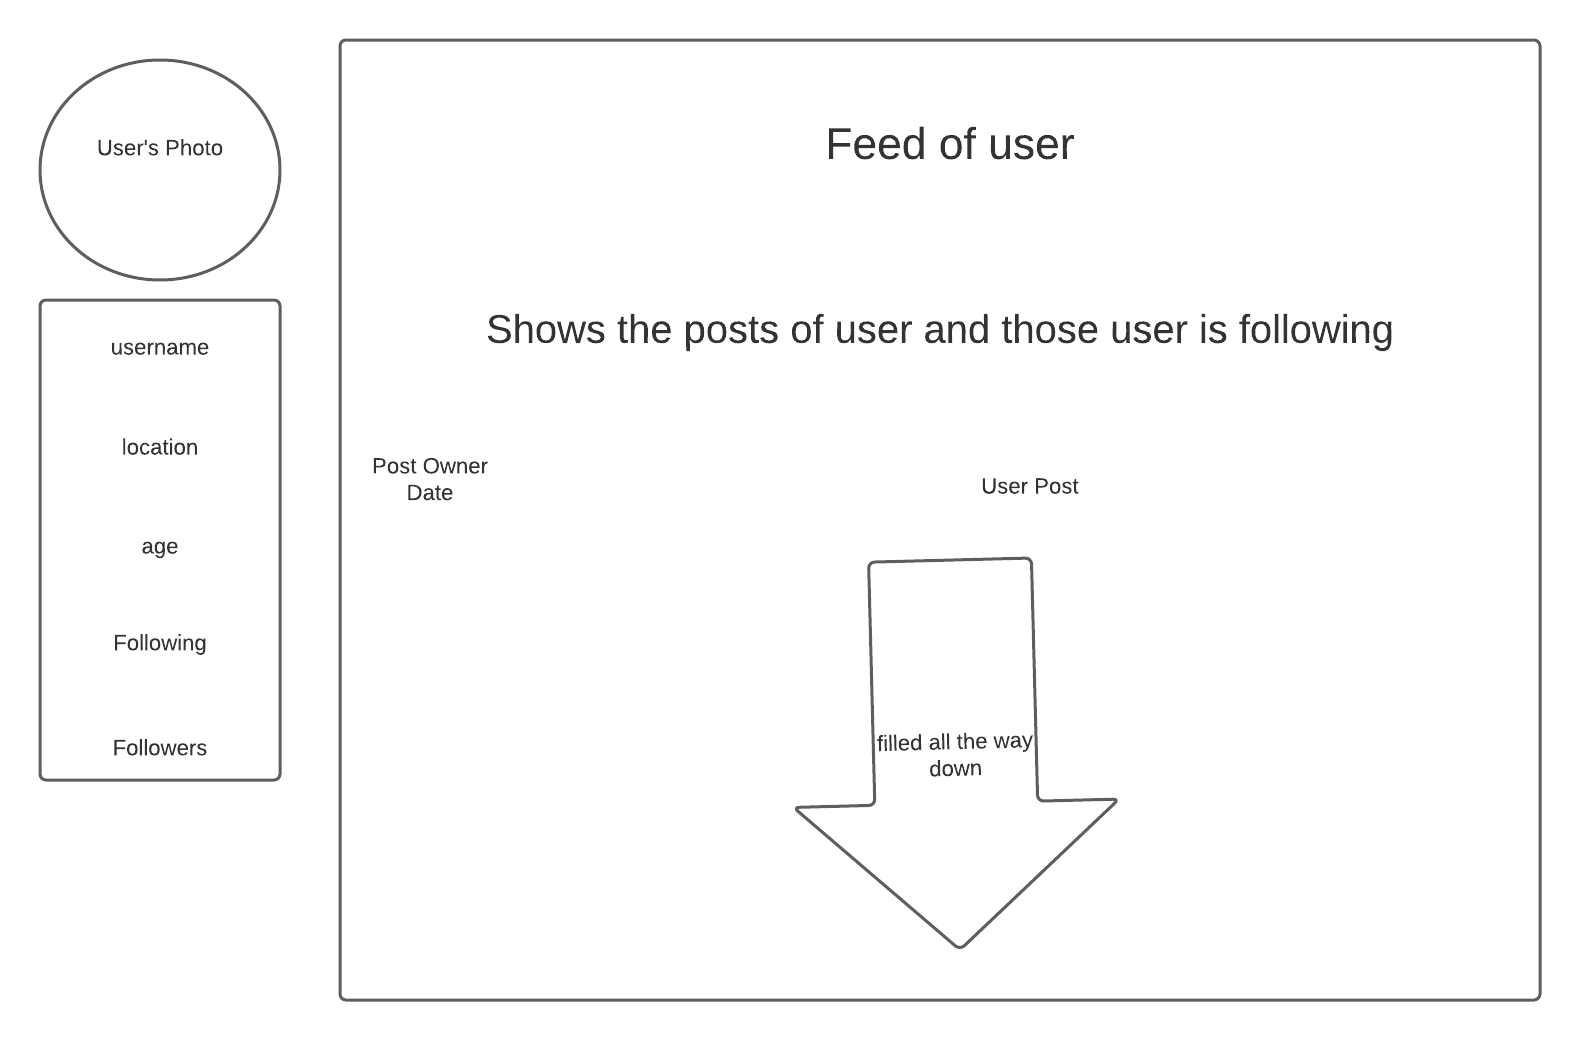 User's Photo
username
location
age
Following
Followers
Feed of user
Shows the posts of user and those user is following
Post Owner
Date
User Post
filled all the way
down